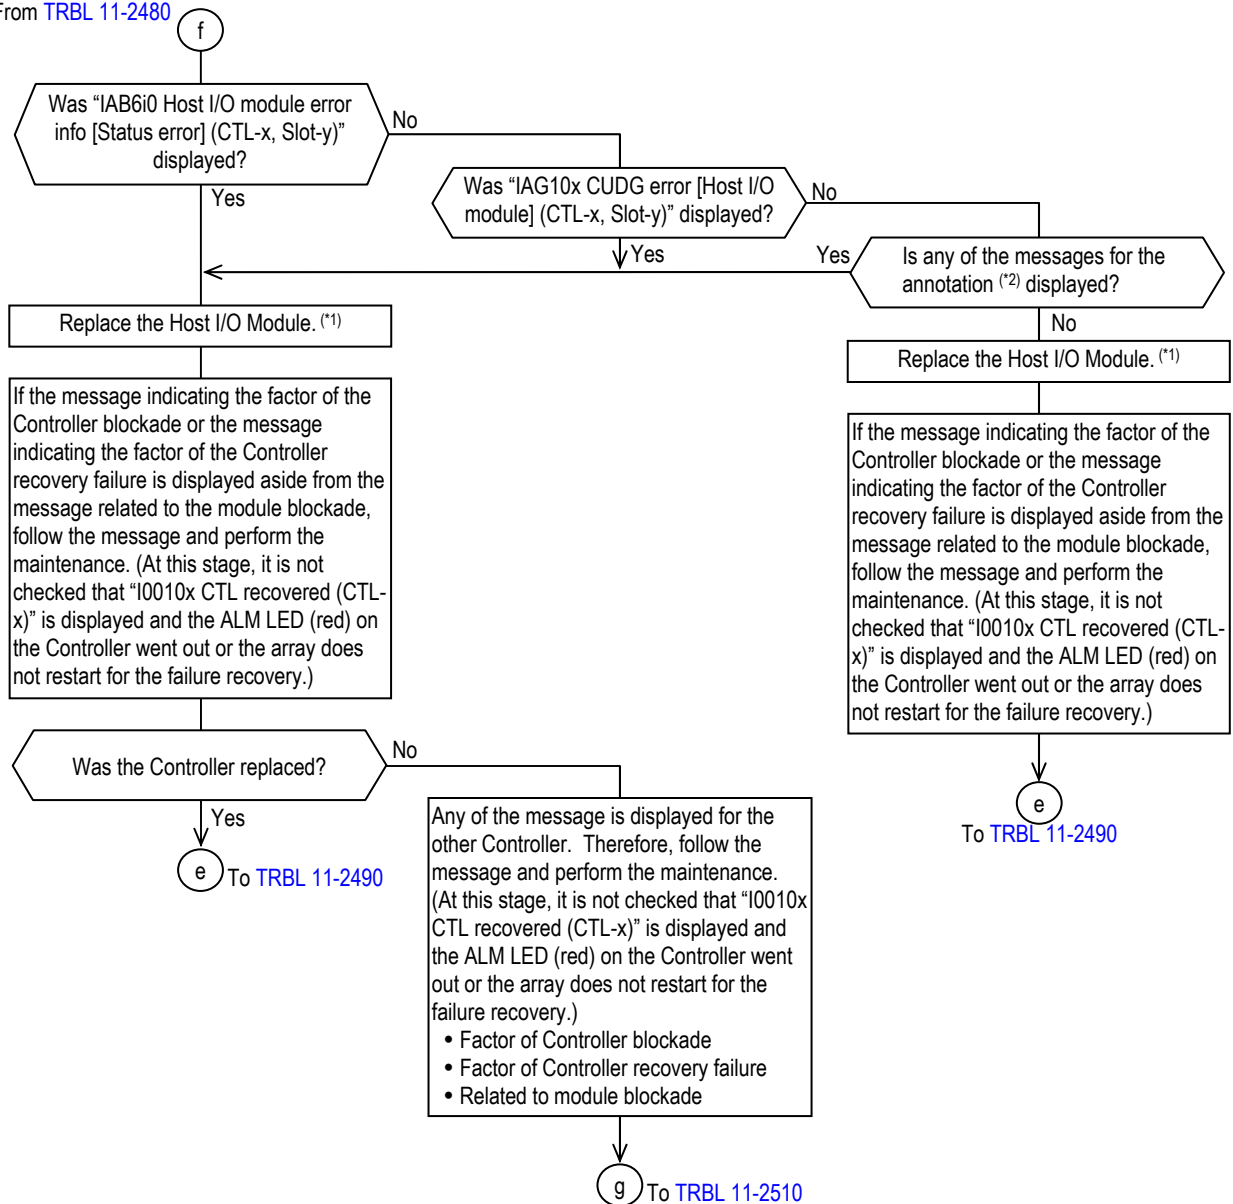 From TRBL 11-2480
f
Was “IAB6i0 Host I/O module error
info [Status error] (CTL-x, Slot-y)”
displayed?
No
Yes
Was “IAG10x CUDG error [Host I/O
module] (CTL-x, Slot-y)” displayed?
No
Yes
Is any of the messages for the
annotation (*2) displayed?
Yes
No
Replace the Host I/O Module. (*1)
If the message indicating the factor of the
Controller blockade or the message
indicating the factor of the Controller
recovery failure is displayed aside from the
message related to the module blockade,
follow the message and perform the
maintenance. (At this stage, it is not
checked that “I0010x CTL recovered (CTL-
x)” is displayed and the ALM LED (red) on
the Controller went out or the array does
not restart for the failure recovery.)
Replace the Host I/O Module. (*1)
If the message indicating the factor of the
Controller blockade or the message
indicating the factor of the Controller
recovery failure is displayed aside from the
message related to the module blockade,
follow the message and perform the
maintenance. (At this stage, it is not
checked that “I0010x CTL recovered (CTL-
x)” is displayed and the ALM LED (red) on
the Controller went out or the array does
not restart for the failure recovery.)
e
To TRBL 11-2490
Was the Controller replaced?
No
Yes
e
To TRBL 11-2490
Any of the message is displayed for the
other Controller. Therefore, follow the
message and perform the maintenance.
(At this stage, it is not checked that “I0010x
CTL recovered (CTL-x)” is displayed and
the ALM LED (red) on the Controller went
out or the array does not restart for the
failure recovery.)
• Factor of Controller blockade
• Factor of Controller recovery failure
• Related to module blockade
g
To TRBL 11-2510